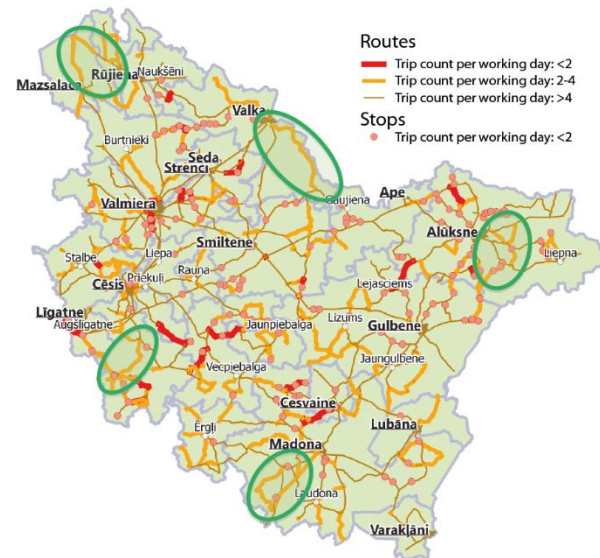 Routes
Trip count per working day: <2
Trip count per working day: 2-4
Trip count per working day: >4
Stops
Trip count per working day: <2
Rūjiena
Naukšēni
Mazsalaca
Valka
Burtnieki
Seda
Strenči
Ape
Gaujiena
Valmiera
Alūksne
Smiltene
Liepna
Stalbe
Liepa
Rauna
Priekuļi
Lejasciems
Cēsis
Līgatne
Augšlīgatne
Jaunpiebalga
Lizums
Gulbene
Jaungulbene
Vecpiebalga
Cesvaine
Ērgļi
Lubāna
Madona
Ļaudona
Varakļāni